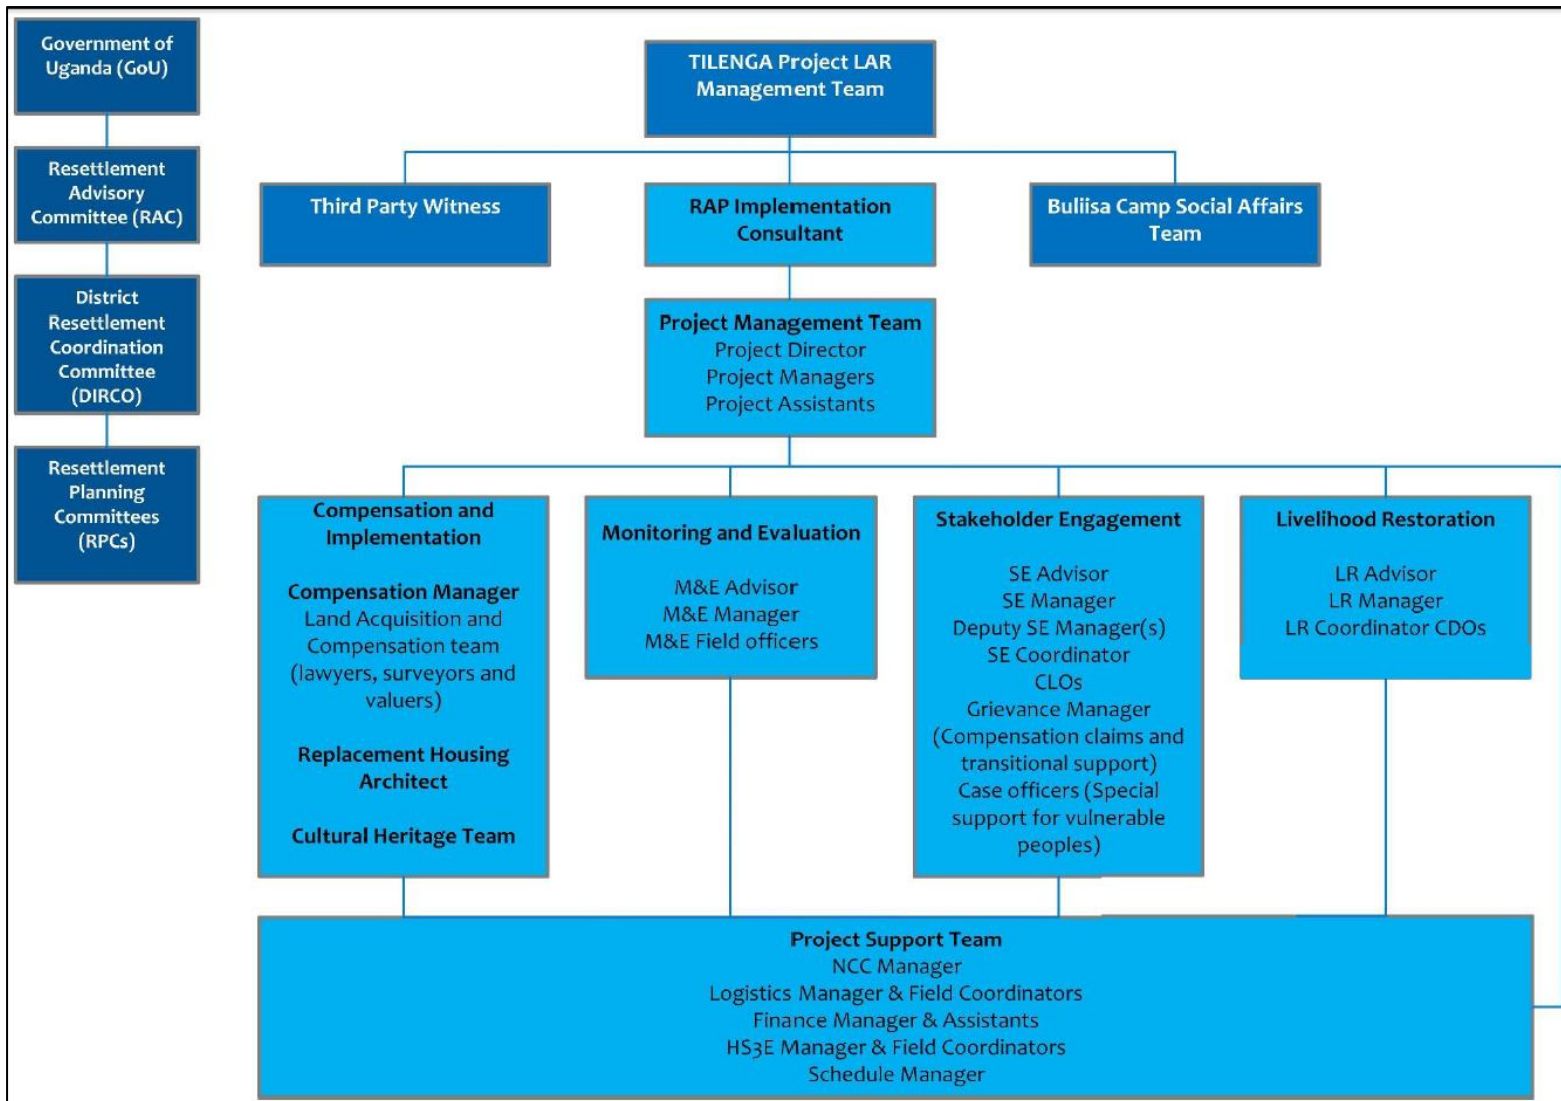 Government of
Uganda (GoU)
Resettlement
Advisory
Committee (RAC)
District
Resettlement
Coordination
Committee
(DIRCO)
Resettlement
Planning
Committees
(RPCs)
TILENGA Project LAR
Management Team
Third Party Witness
RAP Implementation
Consultant
Buliisa Camp Social Affairs
Team
Project Management Team
Project Director
Project Managers
Project Assistants
Compensation and
Implementation
Compensation Manager
Land Acquisition and
Compensation team
(lawyers, surveyors and
valuers)
Replacement Housing
Architect
Cultural Heritage Team
Monitoring and Evaluation
M&E Advisor
M&E Manager
M&E Field officers
Stakeholder Engagement
SE Advisor
SE Manager
Deputy SE Manager(s)
SE Coordinator
CLOs
Grievance Manager
(Compensation claims and
transitional support)
Case officers (Special
support for vulnerable
peoples)
Livelihood Restoration
LR Advisor
LR Manager
LR Coordinator CDOs
Project Support Team
NCC Manager
Logistics Manager & Field Coordinators
Finance Manager & Assistants
HS3E Manager & Field Coordinators
Schedule Manager